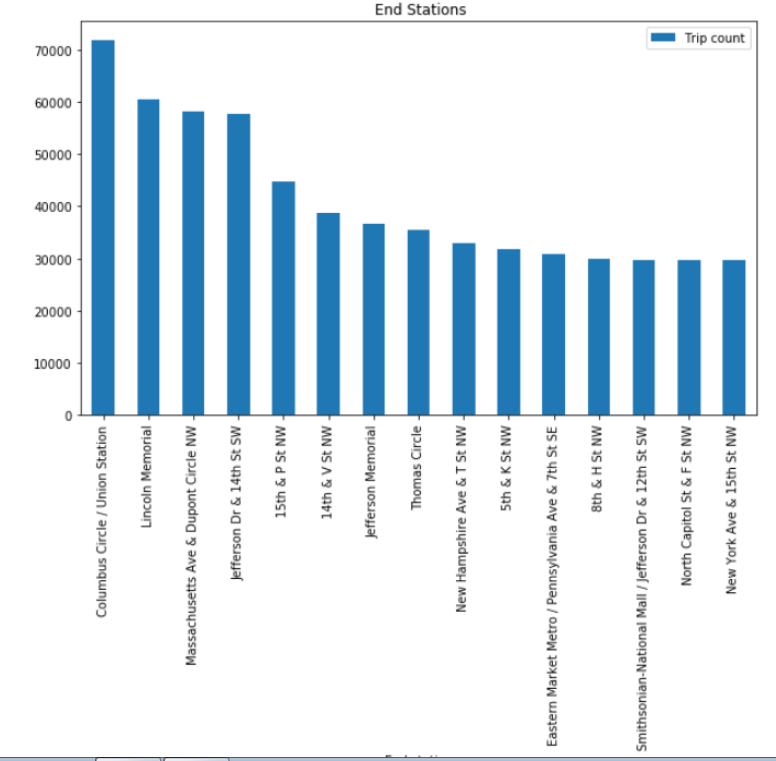 End Stations
Trip count
70000
60000
50000
40000
30000
20000
10000
0
Columbus Circle / Union Station
Lincoln Memorial
Massachusetts Ave & Dupont Circle NW
Jefferson Dr & 14th St SW
15th & P St NW
14th & V St NW
Jefferson Memorial
Thomas Circle
New Hampshire Ave & T St NW
5th & K St NW
Eastern Market Metro / Pennsylvania Ave & 7th St SE
8th & H St NW
Smithsonian-National Mall / Jefferson Dr & 12th St SW
North Capitol St & F St NW
New York Ave & 15th St NW